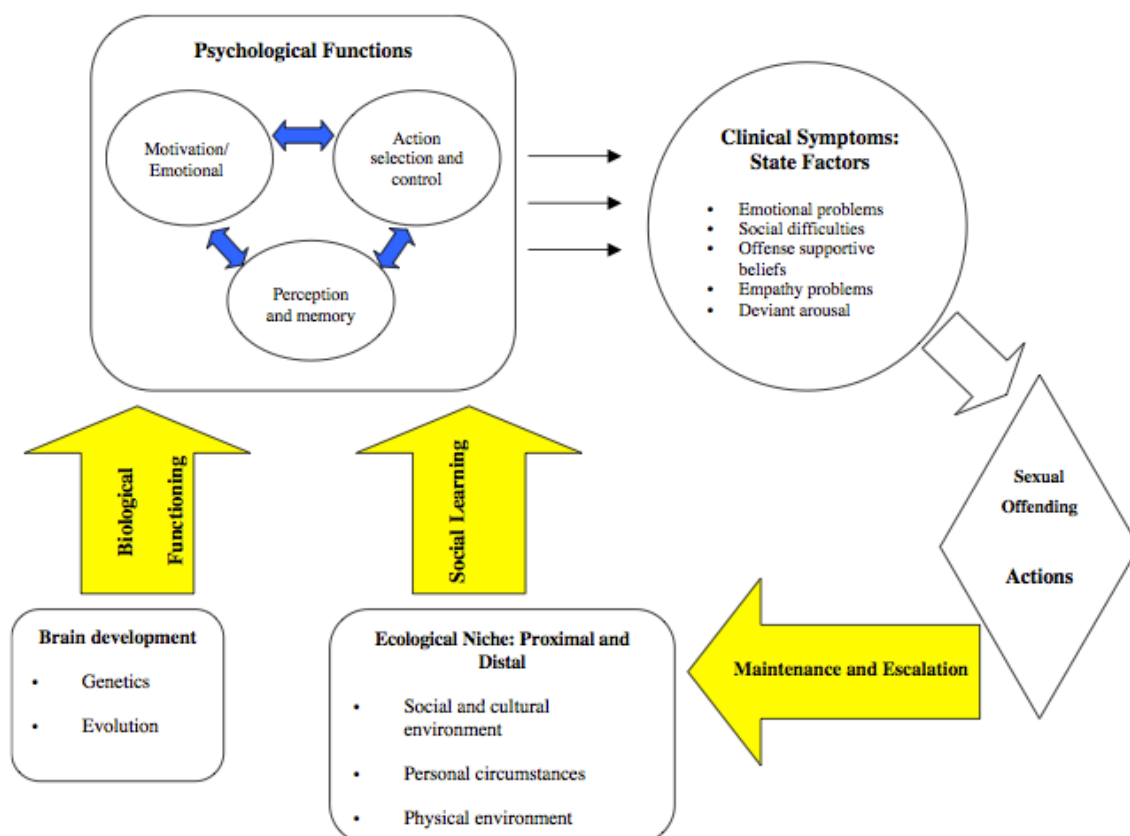 Psychological Functions
Motivation/
Emotional
Action
selection and
control
Perception
and memory
Clinical Symptoms:
State Factors
• Emotional problems
• Social difficulties
• Offense supportive
beliefs
• Empathy problems
• Deviant arousal
Biological
Functioning
Social Learning
Sexual
Offending
Actions
Brain development
• Genetics
• Evolution
Ecological Niche: Proximal and
Distal
• Social and cultural
environment
• Personal circumstances
• Physical environment
Maintenance and Escalation